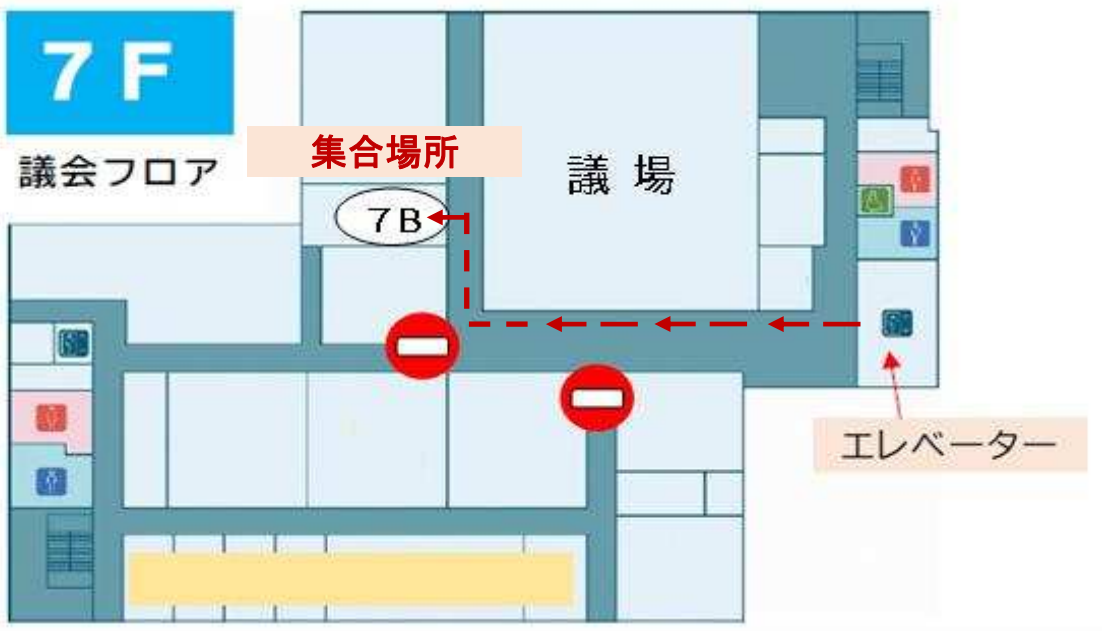 ７Ｆ
議会フロア
集合場所
議場
７Ｂ
エレベーター